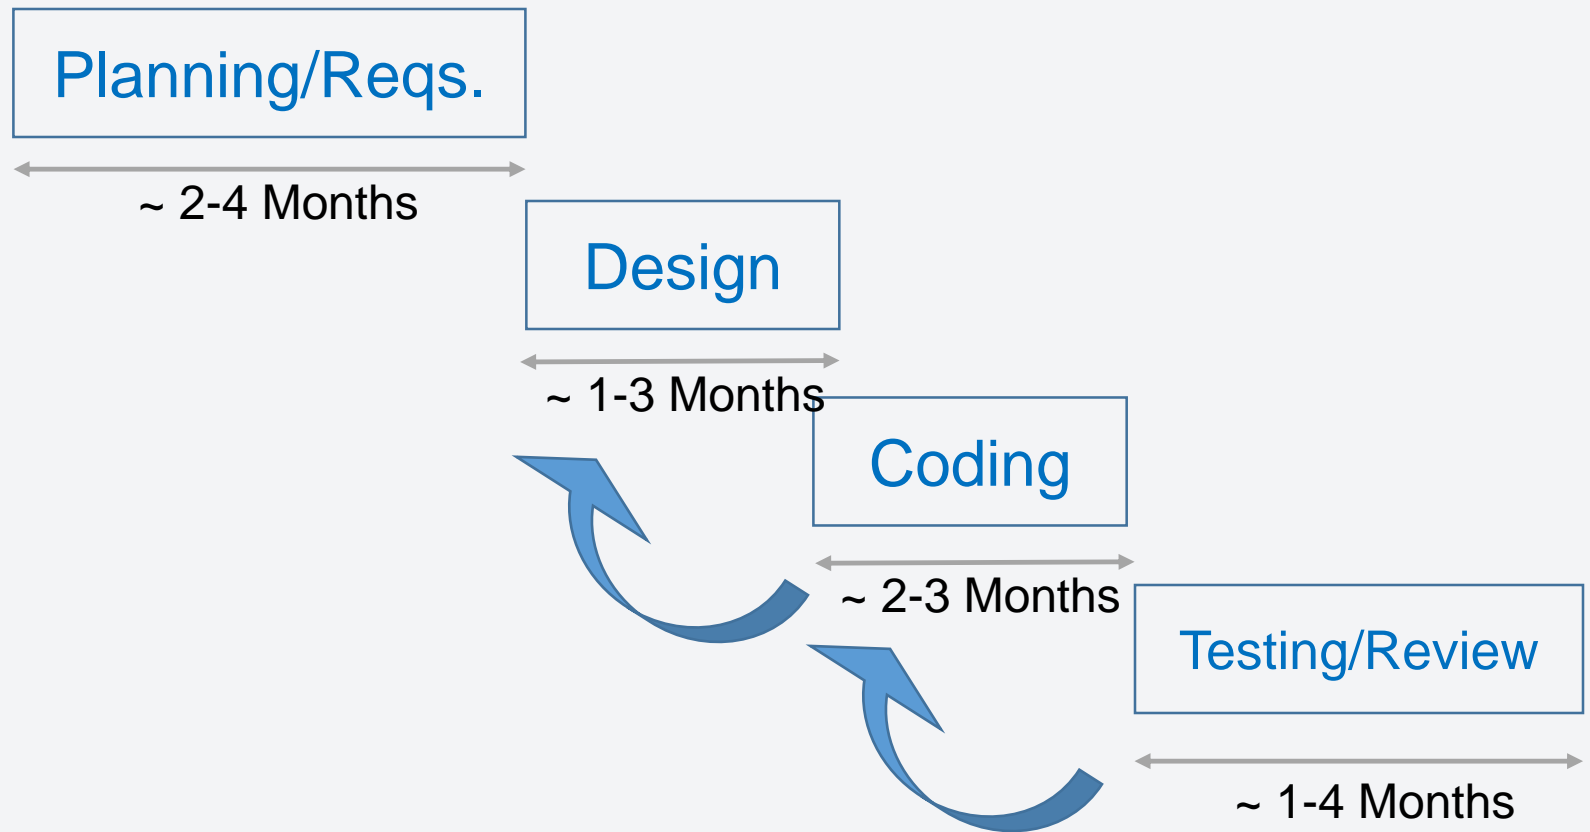 Planning/Reqs.
~ 2-4 Months
Design
~ 1-3 Months
Coding
~ 2-3 Months
Testing/Review
~ 1-4 Months